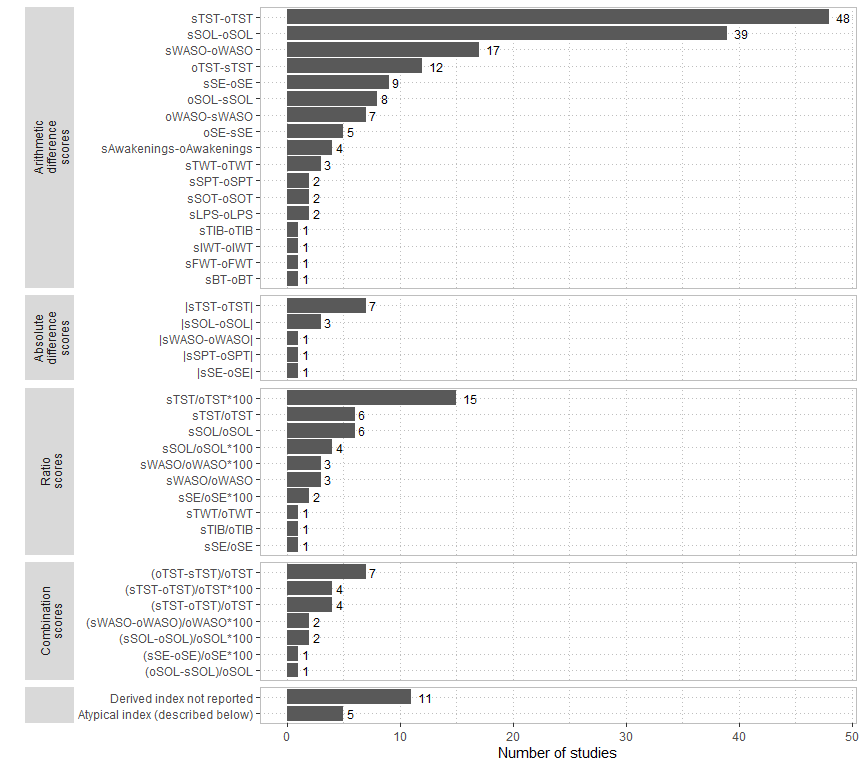 Arithmetic
difference
scores
sTST-oTST 48
sSOL-oSOL 39
sWASO-oWASO 17
oTST-sTST 12
sSE-oSE 9
oSOL-sSOL 8
oWASO-sWASO 7
oSE-sSE 5
sAwakenings-oAwakenings 4
sTWT-oTWT 3
sSPT-oSPT 2
sSOT-oSOT 2
sLPS-oLPS 2
sTIB-oTIB 1
sIWT-oIWT 1
sFWT-oFWT 1
sBT-oBT 1
Absolute
difference
scores
|sTST-oTST| 7
|sSOL-oSOL| 3
|sWASO-oWASO| 1
|sSPT-oSPT| 1
|sSE-oSE| 1
Ratio
scores
sTST/oTST*100 15
sTST/oTST 6
sSOL/oSOL 6
sSOL/oSOL*100 4
sWASO/oWASO*100 3
sWASO/oWASO 3
sSE/oSE*100 2
sTWT/oTWT 1
sTIB/oTIB 1
sSE/oSE 1
Combination
scores
(oTST-sTST)/oTST 7
(sTST-oTST)/oTST*100 4
(sTST-oTST)/oTST 4
(sWASO-oWASO)/oWASO*100 2
(sSOL-oSOL)/oSOL*100 2
(sSE-oSE)/oSE*100 1
(oSOL-sSOL)/oSOL 1
Derived index not reported 11
Atypical index (described below) 5
0 10 20 30 40 50
Number of studies